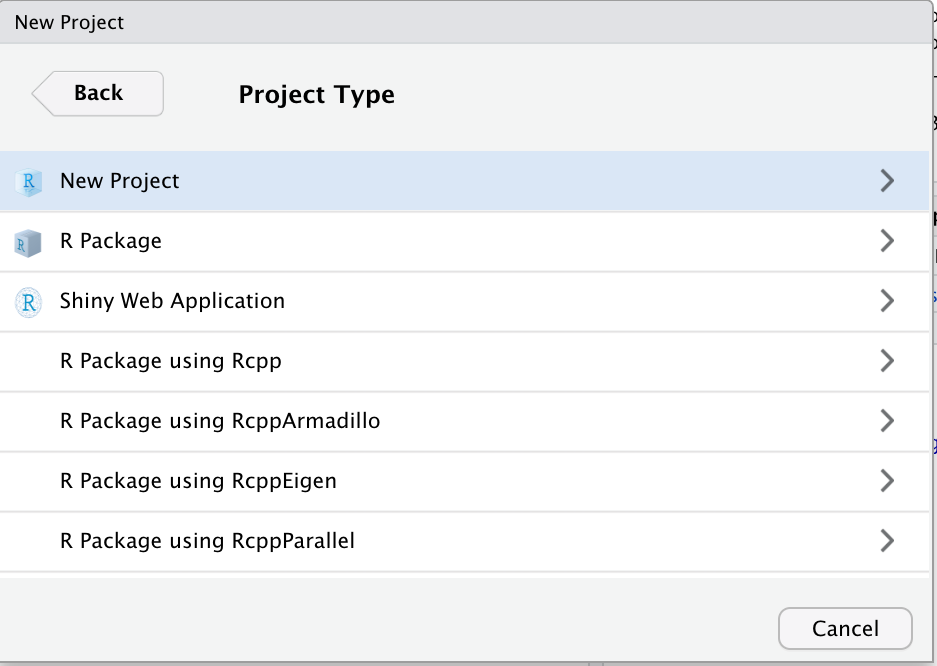 New Project
Back
Project Type
R New Project
R R Package
R Shiny Web Application
R Package using Rcpp
R Package using RcppArmadillo
R Package using RcppEigen
R Package using RcppParallel
Cancel